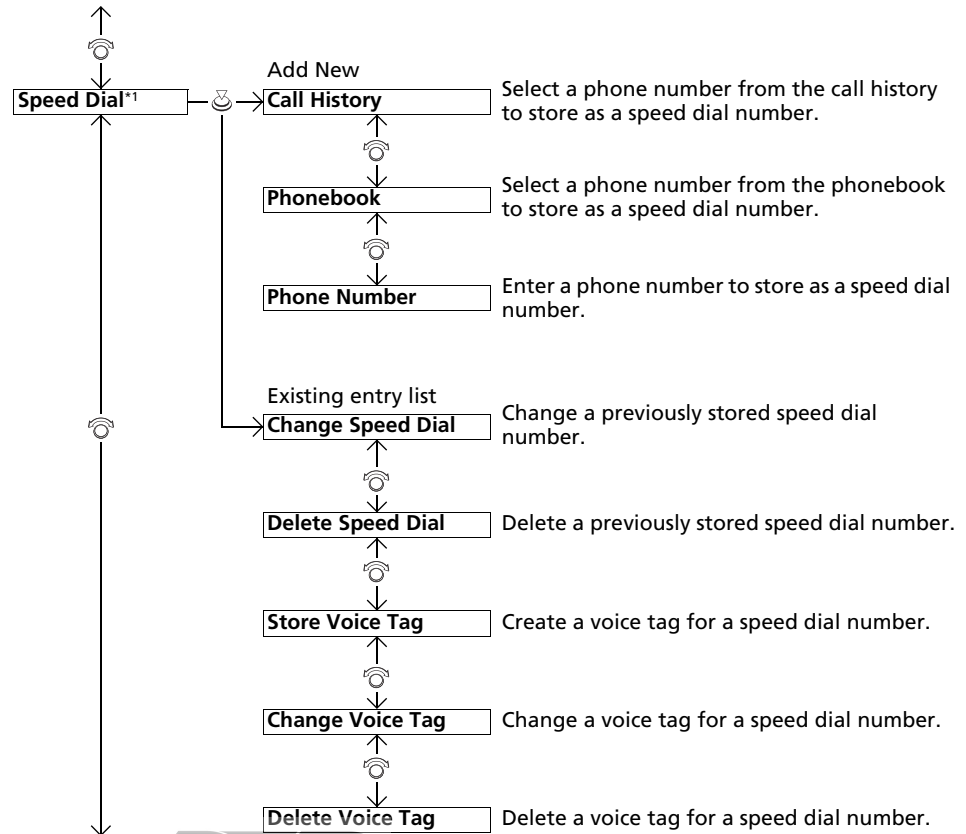 Add New
Speed Dial*1
Call History
Select a phone number from the call history
to store as a speed dial number.
Phonebook
Select a phone number from the phonebook
to store as a speed dial number.
Phone Number
Enter a phone number to store as a speed dial
number.
Existing entry list
Change Speed Dial
Change a previously stored speed dial
number.
Delete Speed Dial
Delete a previously stored speed dial number.
Store Voice Tag
Create a voice tag for a speed dial number.
Change Voice Tag
Change a voice tag for a speed dial number.
Delete Voice Tag
Delete a voice tag for a speed dial number.